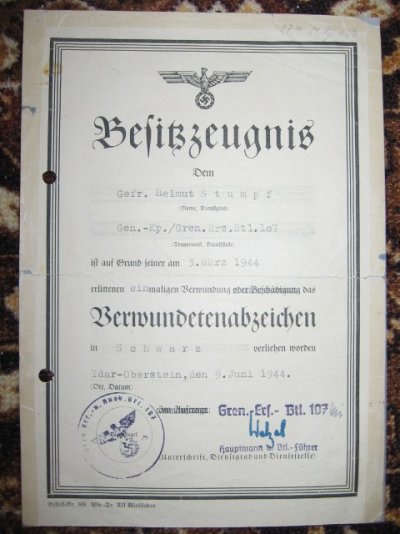 Besitzzeugnis
Dem
Gefr. Helmut Stumpf
(Name, Dienstgrad)
Gen.-Kp./Gren.Ers.Btl.107
(Truppenteil, Dienststelle)
ist auf Grund seiner am 3.März 1944
erlittenen einmaligen Verwundung oder Beschädigung das
Verwundetenabzeichen
in Schwarz verliehen worden
Idar-Oberstein, den 9.Juni 1944.
(Ort, Datum)
Im Auftrage: Gren.-Ers.- Btl. 107
Hauptmann u. Btl.-Führer
(Unterschrift, Dienstgrad und Dienststelle)